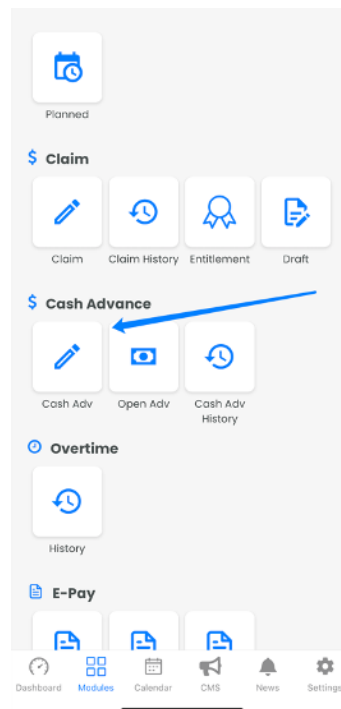 Planned
$ Claim
Claim Claim History Entitlement Draft
$ Cash Advance
Cash Adv Open Adv Cash Adv
History
Overtime
History
E-Pay
Dashboard Modules Calendar CMS News Settings